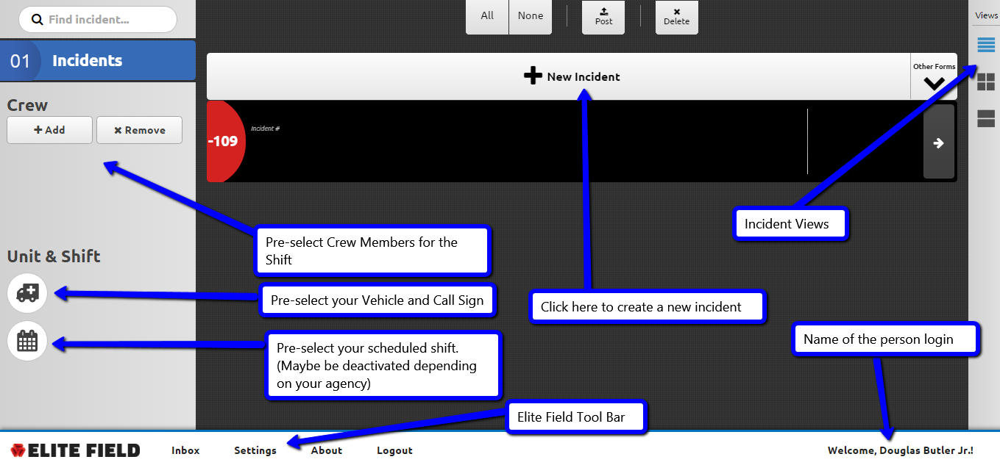 Find incident...
All
None
Post
Delete
Views
01 Incidents
New Incident
Other Forms
Crew
Add
Remove
-109
Incident #
Incident Views
Pre-select Crew Members for the
Shift
Unit & Shift
Pre-select your Vehicle and Call Sign
Click here to create a new incident
Name of the person login
Pre-select your scheduled shift.
(Maybe be deactivated depending
on your agency)
Elite Field Tool Bar
ELITE FIELD
Inbox
Settings
About
Logout
Welcome, Douglas Butler Jr.!